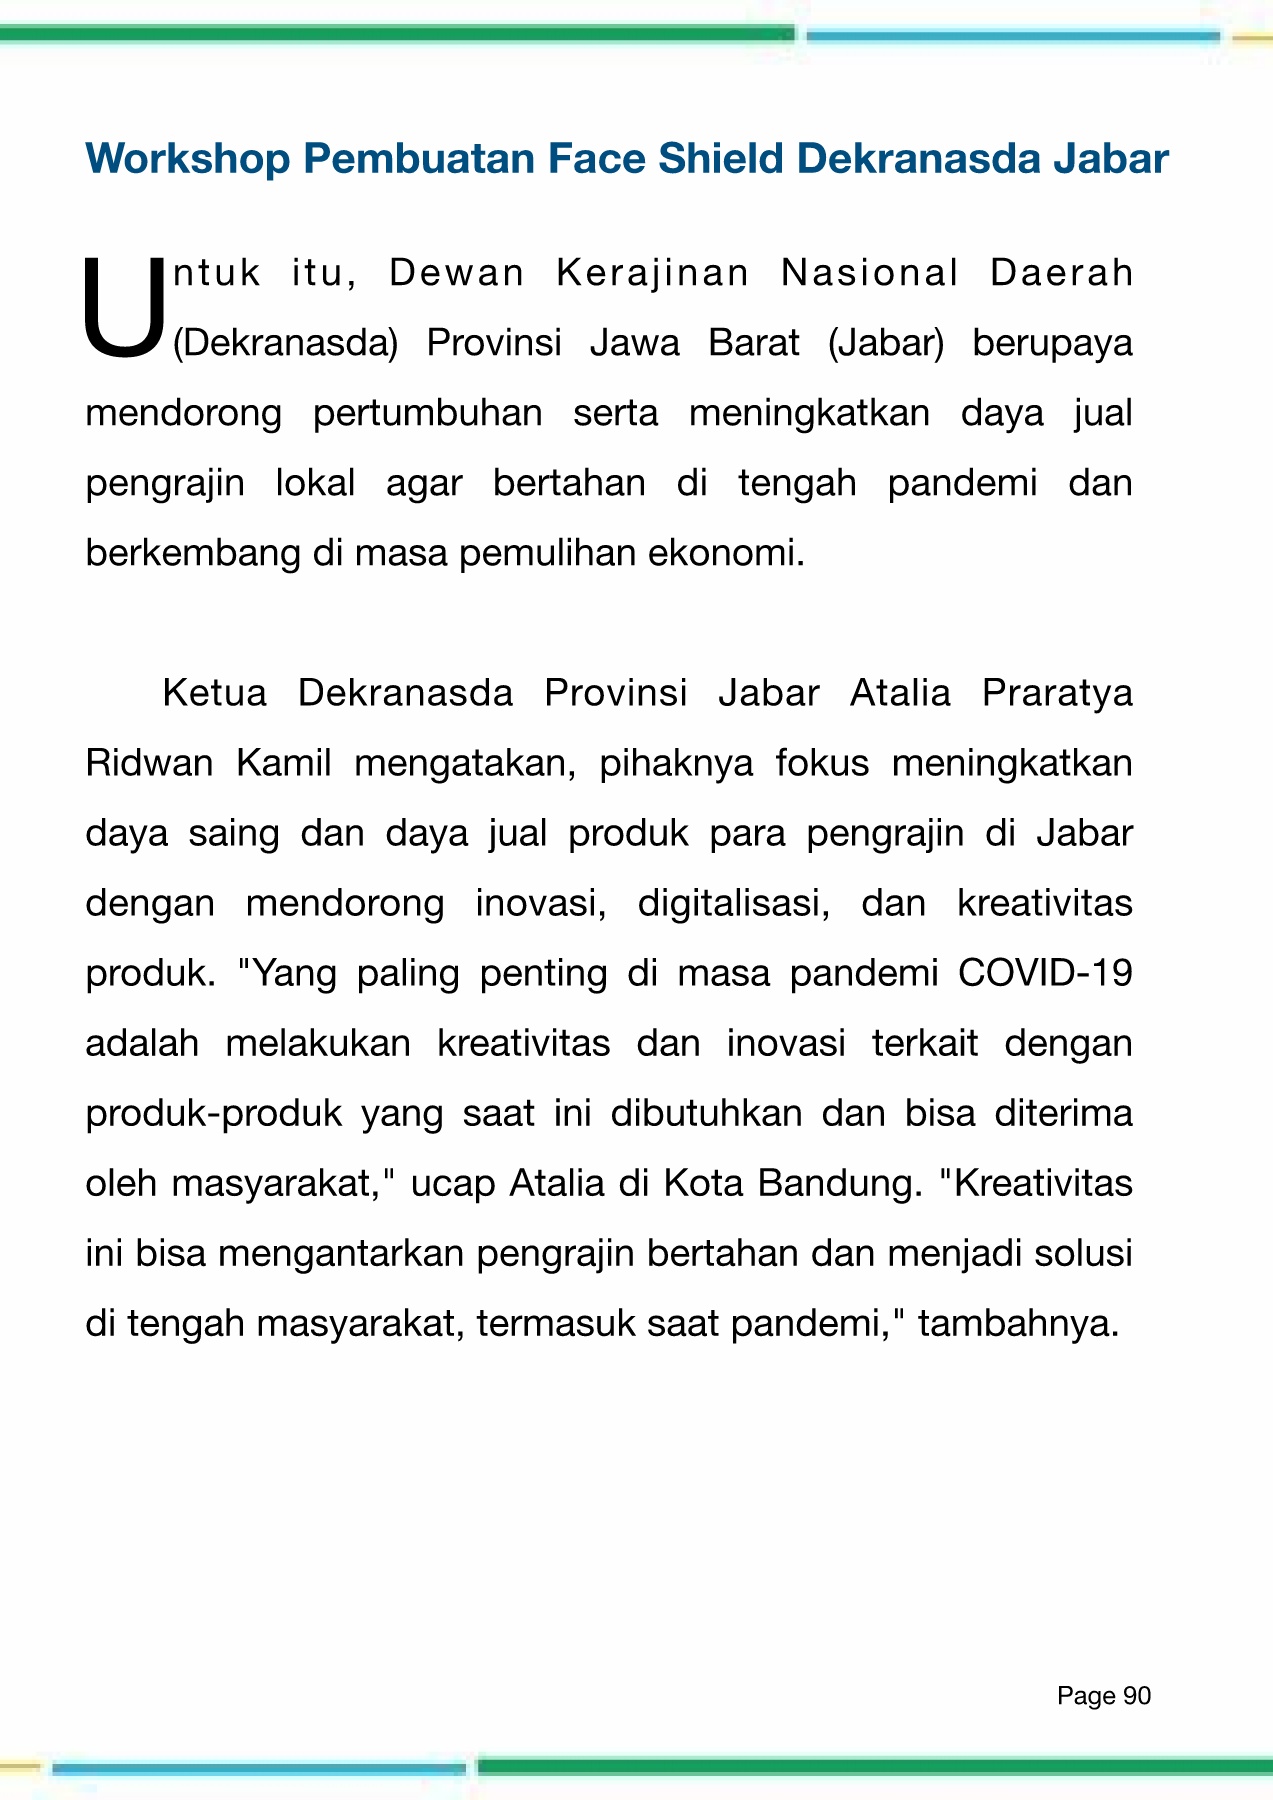 Workshop Pembuatan Face Shield Dekranasda Jabar
Untuk itu, Dewan Kerajinan Nasional Daerah
(Dekranasda) Provinsi Jawa Barat (Jabar) berupaya
mendorong pertumbuhan serta meningkatkan daya jual
pengrajin lokal agar bertahan di tengah pandemi dan
berkembang di masa pemulihan ekonomi.
Ketua Dekranasda Provinsi Jabar Atalia Praratya
Ridwan Kamil mengatakan, pihaknya fokus meningkatkan
daya saing dan daya jual produk para pengrajin di Jabar
dengan mendorong inovasi, digitalisasi, dan kreativitas
produk. "Yang paling penting di masa pandemi COVID-19
adalah melakukan kreativitas dan inovasi terkait dengan
produk-produk yang saat ini dibutuhkan dan bisa diterima
oleh masyarakat," ucap Atalia di Kota Bandung. "Kreativitas
ini bisa mengantarkan pengrajin bertahan dan menjadi solusi
di tengah masyarakat, termasuk saat pandemi," tambahnya.
Page 90